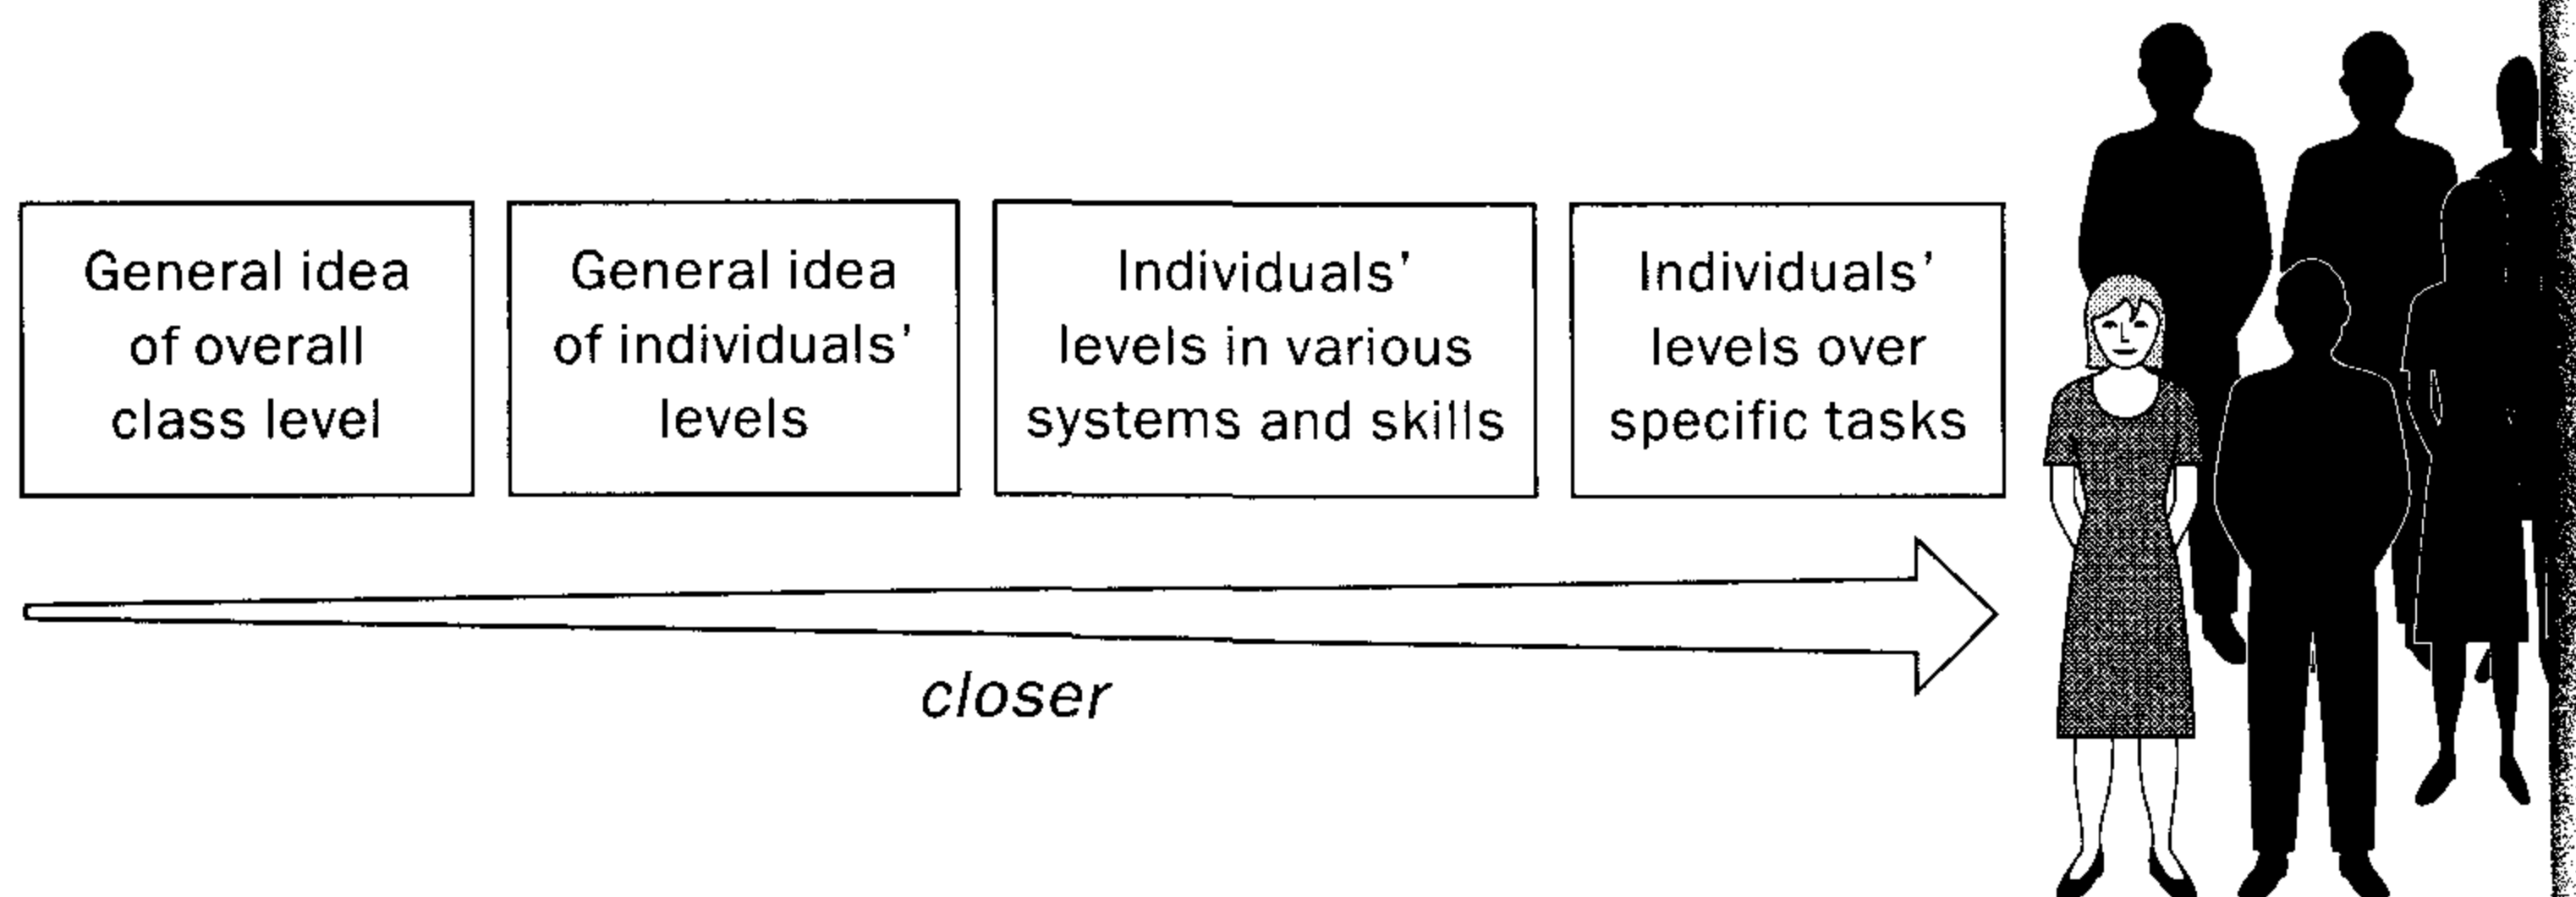 General idea
of overall
class level
General idea
of individuals'
levels
Individuals'
levels in various
systems and skills
Individuals'
levels over
specific tasks
closer